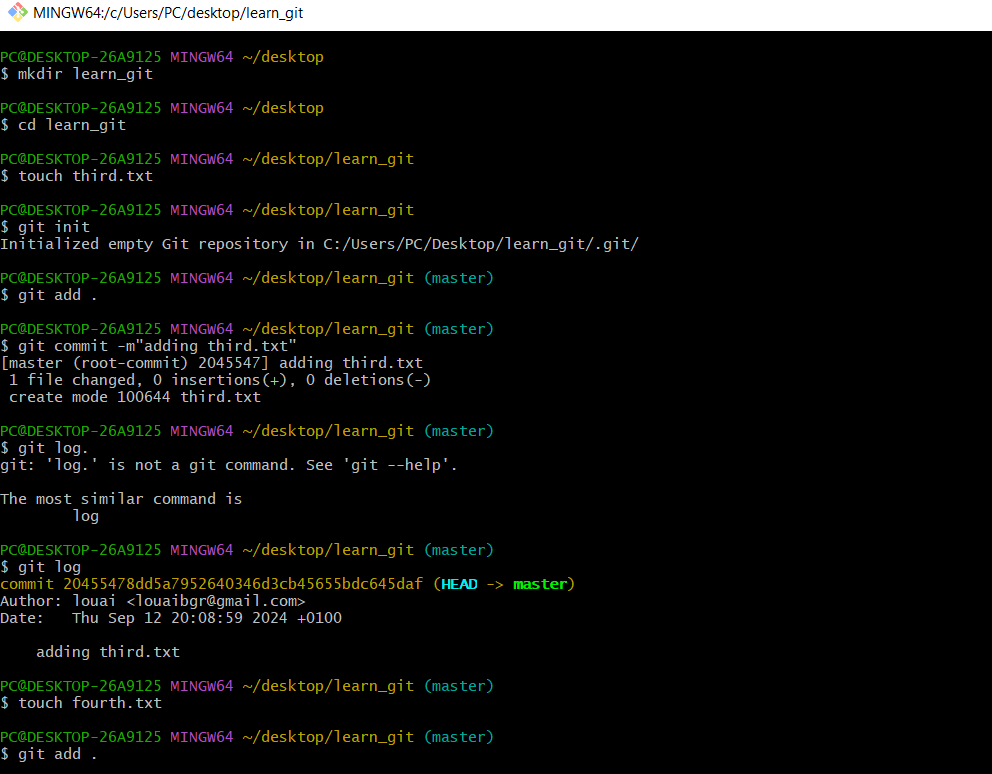 MINGW64:/c/Users/PC/desktop/learn_git
PC@DESKTOP-26A9125 MINGW64 ~/desktop
$ mkdir learn_git
PC@DESKTOP-26A9125 MINGW64 ~/desktop
$ cd learn_git
PC@DESKTOP-26A9125 MINGW64 ~/desktop/learn_git
$ touch third.txt
PC@DESKTOP-26A9125 MINGW64 ~/desktop/learn_git
$ git init
Initialized empty Git repository in C:/Users/PC/Desktop/learn_git/.git/
PC@DESKTOP-26A9125 MINGW64 ~/desktop/learn_git (master)
$ git add .
PC@DESKTOP-26A9125 MINGW64 ~/desktop/learn_git (master)
$ git commit -m"adding third.txt"
[master (root-commit) 2045547] adding third.txt
 1 file changed, 0 insertions(+), 0 deletions(-)
 create mode 100644 third.txt
PC@DESKTOP-26A9125 MINGW64 ~/desktop/learn_git (master)
$ git log.
git: 'log.' is not a git command. See 'git --help'.
The most similar command is
        log
PC@DESKTOP-26A9125 MINGW64 ~/desktop/learn_git (master)
$ git log
commit 20455478dd5a7952640346d3cb45655bdc645daf (HEAD -> master)
Author: louai <louaibgr@gmail.com>
Date:   Thu Sep 12 20:08:59 2024 +0100
    adding third.txt
PC@DESKTOP-26A9125 MINGW64 ~/desktop/learn_git (master)
$ touch fourth.txt
PC@DESKTOP-26A9125 MINGW64 ~/desktop/learn_git (master)
$ git add .